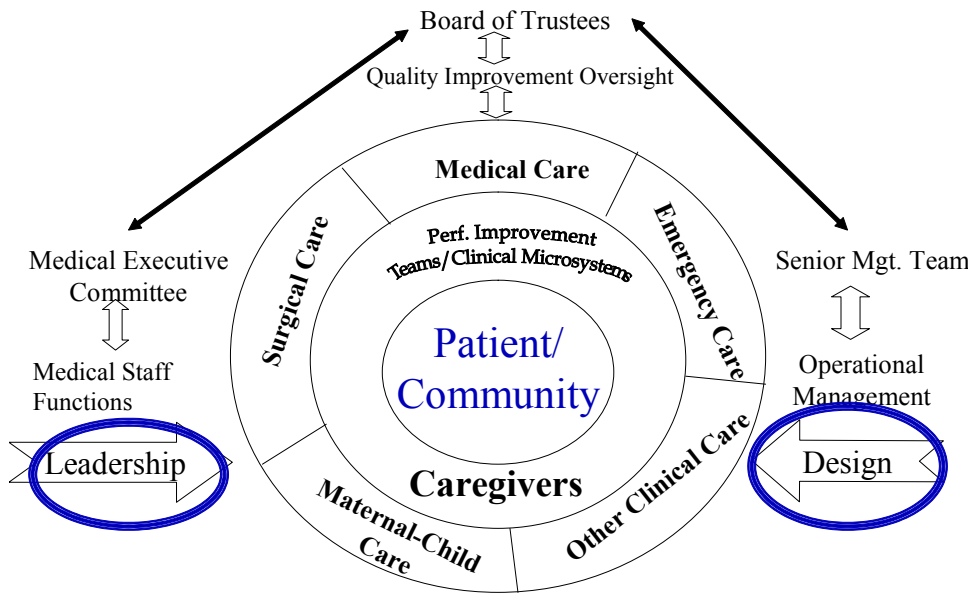 Board of Trustees
Quality Improvement Oversight
Medical Care
Surgical Care
Emergency Care
Perf. Improvement
Teams/Clinical Microsystems
Medical Executive
Committee
Senior Mgt. Team
Patient/
Community
Medical Staff
Functions
Operational
Management
Leadership
Design
Caregivers
Maternal-Child
Care
Other Clinical Care